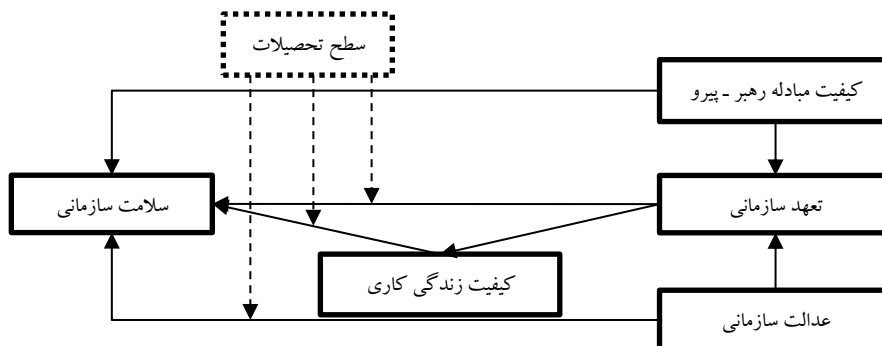 سطح تحصیلات
کیفیت مبادله رهبر - پیرو
تعهد سازمانی
سلامت سازمانی
کیفیت زندگی کاری
عدالت سازمانی